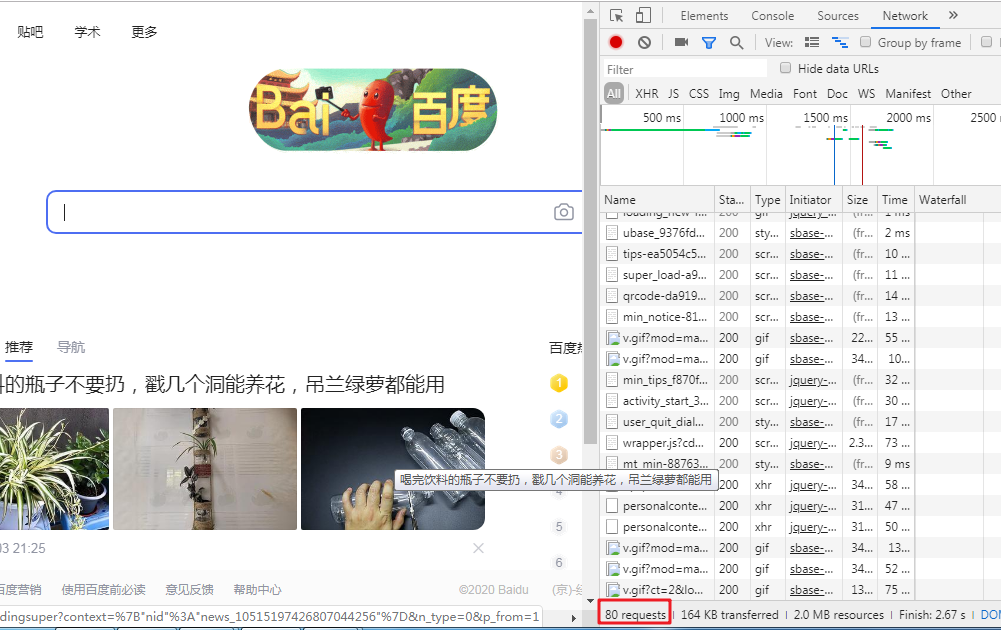 贴吧 学术 更多
Bai 百度
推荐 导航
百度热
料的瓶子不要扔，戳几个洞能养花，吊兰绿萝都能用
1
2
3
4
5
6
喝完饮料的瓶子不要扔，戳几个洞能养花，吊兰绿萝都能用
03 21:25
百度营销 使用百度前必读 意见反馈 帮助中心 ©2020 Baidu (京)-经
dingsuper?context=%7B"nid"%3A"news_10515197426807044256"%7D&n_type=0&p_from=1
Elements Console Sources Network »
View: Group by frame
Filter Hide data URLs
All XHR JS CSS Img Media Font Doc WS Manifest Other
500 ms 1000 ms 1500 ms 2000 ms 2500
Name Sta... Type Initiator Size Time Waterfall
loading_new-f... 200 gif jquery-... (fr... 1 ms
ubase_9376fd... 200 sty... sbase-... (fr... 2 ms
tips-ea5054c5... 200 scr... sbase-... (fr... 10 ...
super_load-a9... 200 scr... sbase-... (fr... 11 ...
qrcode-da919... 200 scr... sbase-... (fr... 14 ...
min_notice-81... 200 scr... sbase-... (fr... 13 ...
v.gif?mod=ma... 200 gif sbase-... 22... 55 ...
v.gif?mod=ma... 200 gif sbase-... 34... 10...
min_tips_f870f... 200 scr... jquery-... (fr... 32 ...
activity_start_3... 200 scr... jquery-... (fr... 30 ...
user_quit_dial... 200 sty... sbase-... (fr... 17 ...
wrapper.js?cd... 200 scr... jquery-... 2.3... 73 ...
mt_min-88763... 200 sty... sbase-... (fr... 9 ms
200 xhr jquery-... 34... 58 ...
personalconte... 200 xhr jquery-... 31... 47 ...
personalconte... 200 xhr jquery-... 31... 50 ...
v.gif?mod=ma... 200 gif sbase-... 34... 13...
v.gif?mod=ma... 200 gif sbase-... 34... 52 ...
v.gif?ct=2&lo... 200 gif sbase-... 13... 75 ...
80 requests 164 KB transferred 2.0 MB resources Finish: 2.67 s DOM